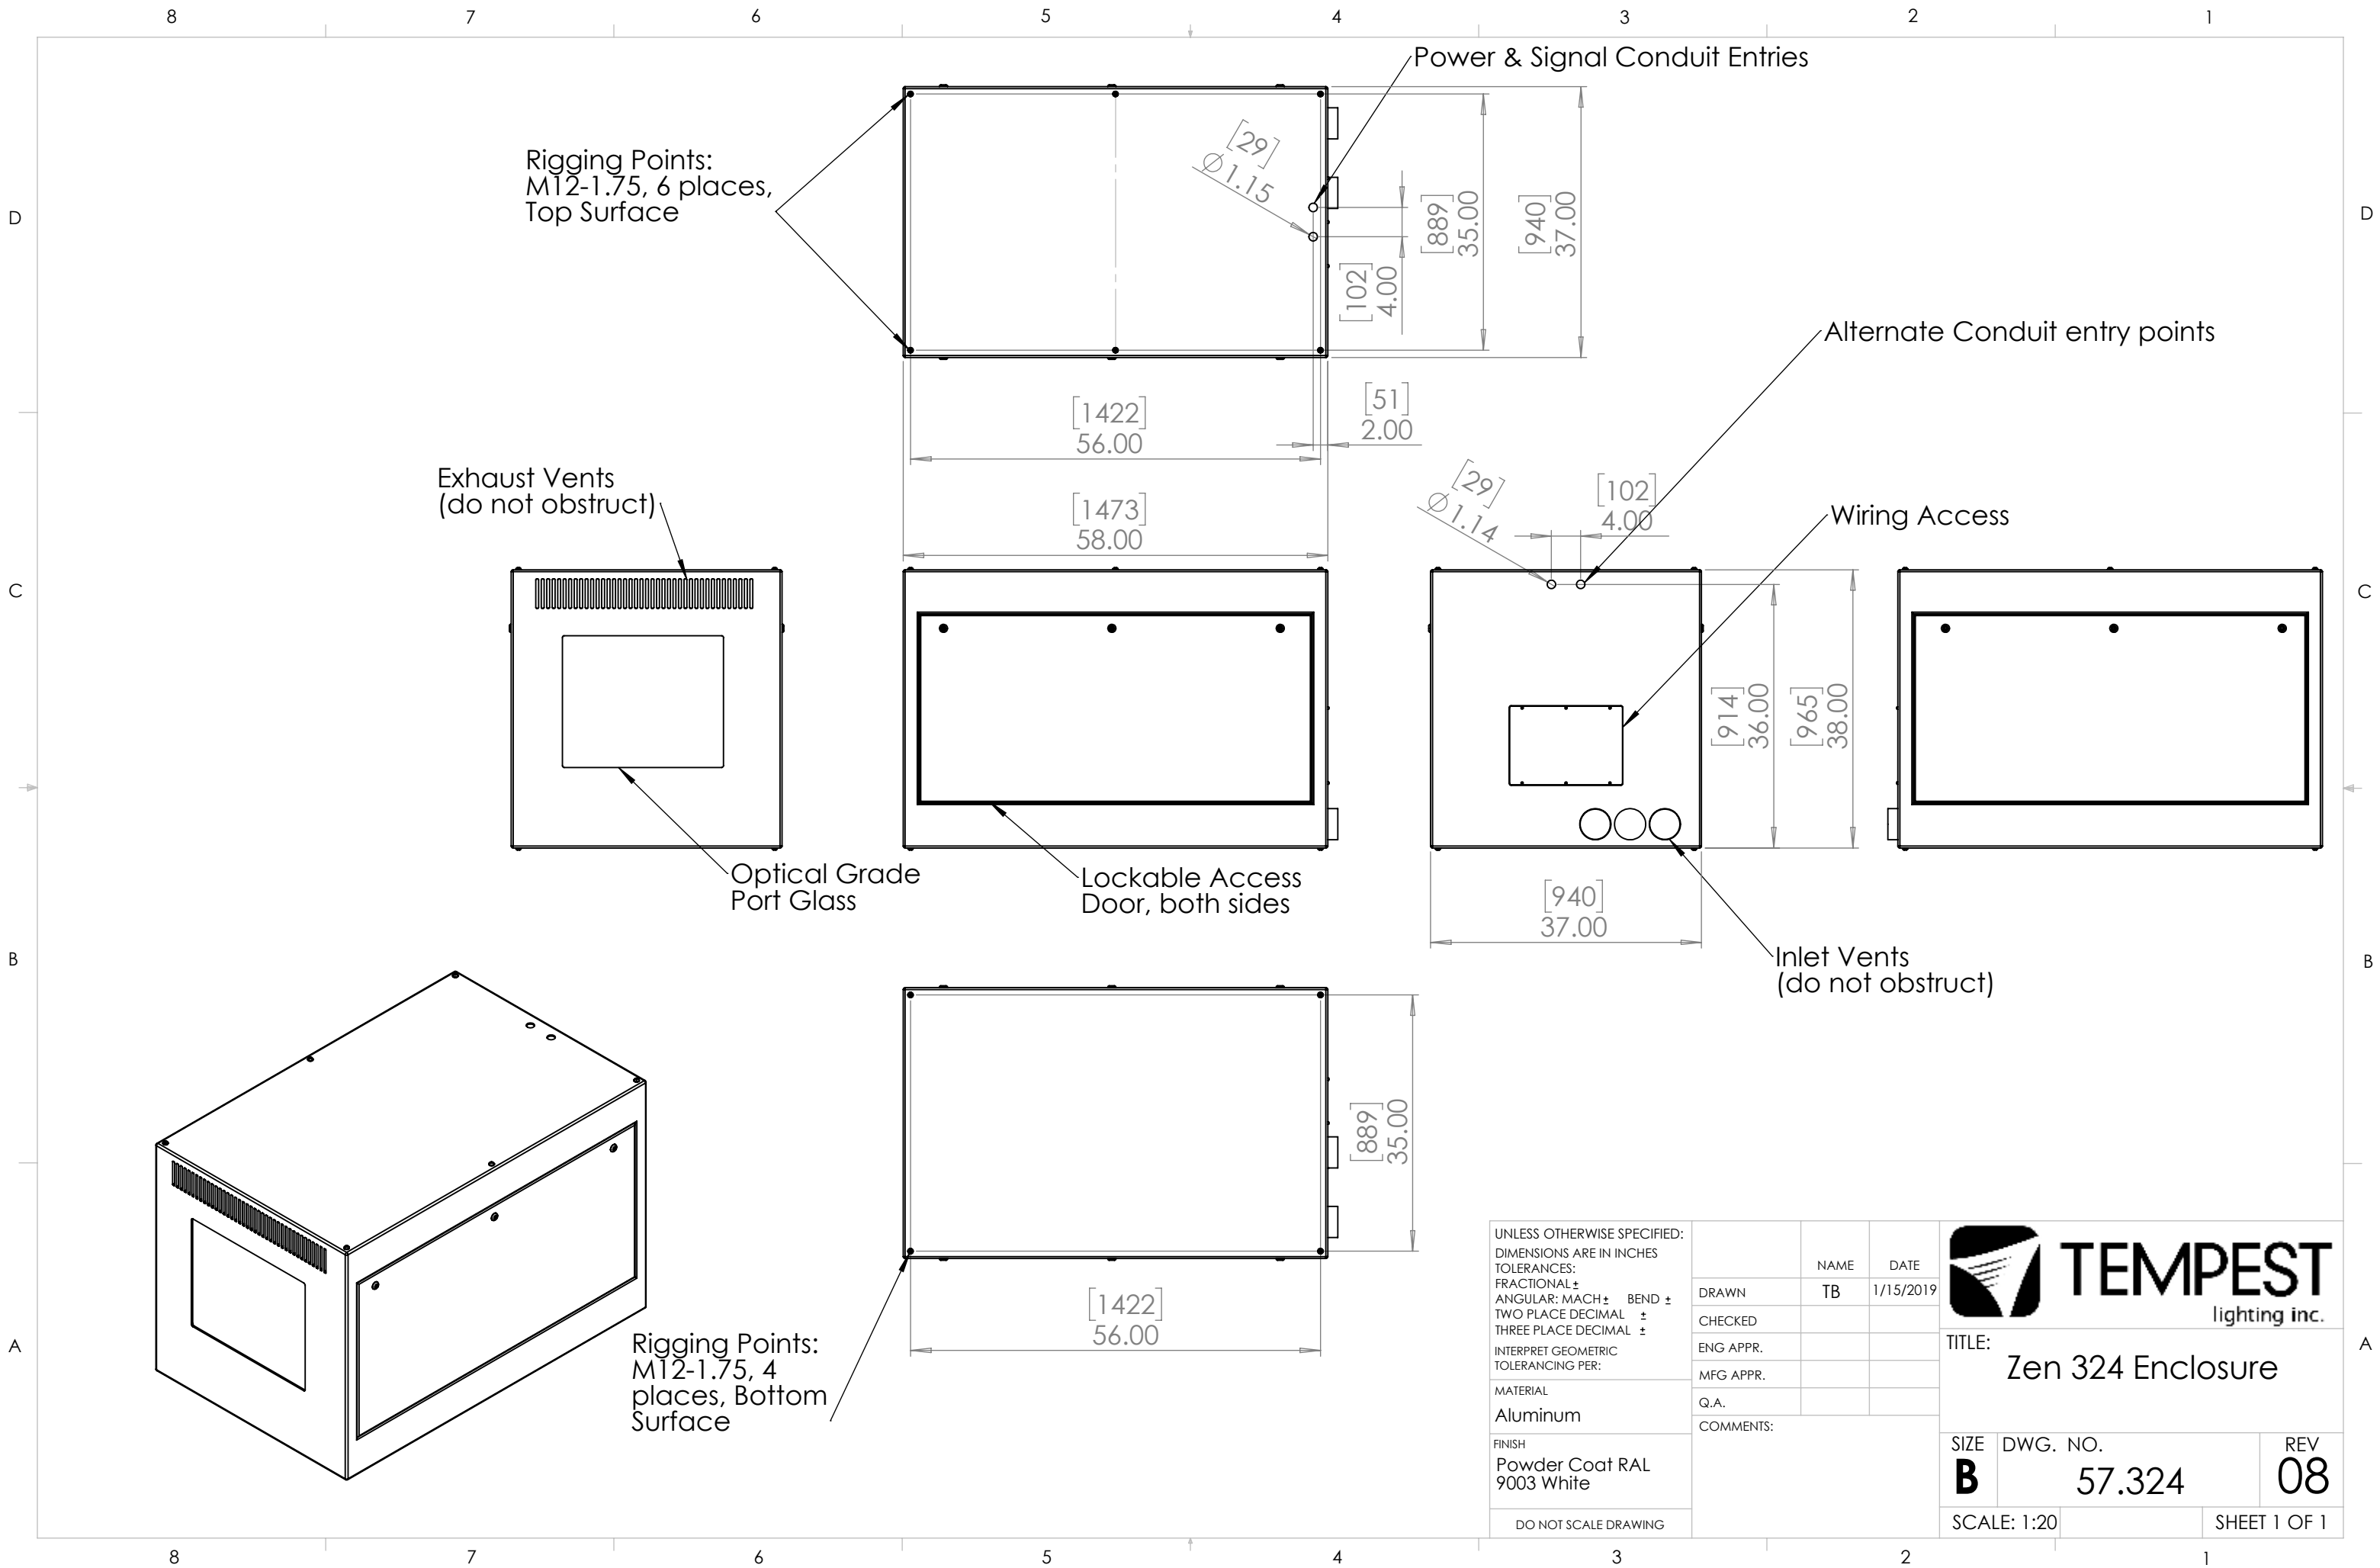 8 7 6 5 4 3 2 1
D
D
C
C
B
B
A
A
Power & Signal Conduit Entries
Rigging Points:
M12-1.75, 6 places,
Top Surface
[29]
∅1.15
[102]
4.00
[889]
35.00
[940]
37.00
[1422]
56.00
[51]
2.00
Alternate Conduit entry points
Exhaust Vents
(do not obstruct)
[1473]
58.00
[29]
∅1.14
[102]
4.00
Wiring Access
[914]
36.00
[965]
38.00
Optical Grade
Port Glass
Lockable Access
Door, both sides
[940]
37.00
Inlet Vents
(do not obstruct)
[889]
35.00
[1422]
56.00
Rigging Points:
M12-1.75, 4
places, Bottom
Surface
UNLESS OTHERWISE SPECIFIED:
DIMENSIONS ARE IN INCHES
TOLERANCES:
FRACTIONAL ±
ANGULAR: MACH ± BEND ±
TWO PLACE DECIMAL ±
THREE PLACE DECIMAL ±
INTERPRET GEOMETRIC
TOLERANCING PER:
MATERIAL
Aluminum
FINISH
Powder Coat RAL
9003 White
DO NOT SCALE DRAWING
NAME DATE
DRAWN TB 1/15/2019
CHECKED
ENG APPR.
MFG APPR.
Q.A.
COMMENTS:
TEMPEST
lighting inc.
TITLE:
Zen 324 Enclosure
SIZE DWG. NO. REV
B 57.324 08
SCALE: 1:20 SHEET 1 OF 1
8 7 6 5 4 3 2 1